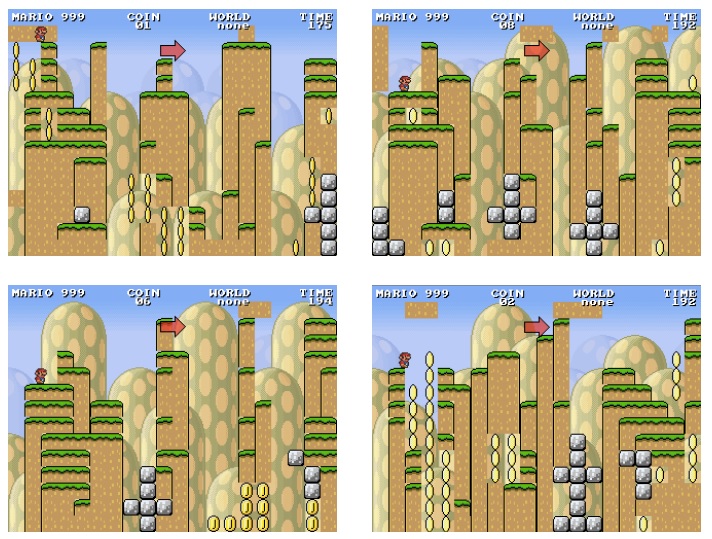 MARIO 999 COIN WORLD TIME
01 none 175
MARIO 999 COIN WORLD TIME
08 none 192
MARIO 999 COIN WORLD TIME
06 none 194
MARIO 999 COIN WORLD TIME
02 none 192